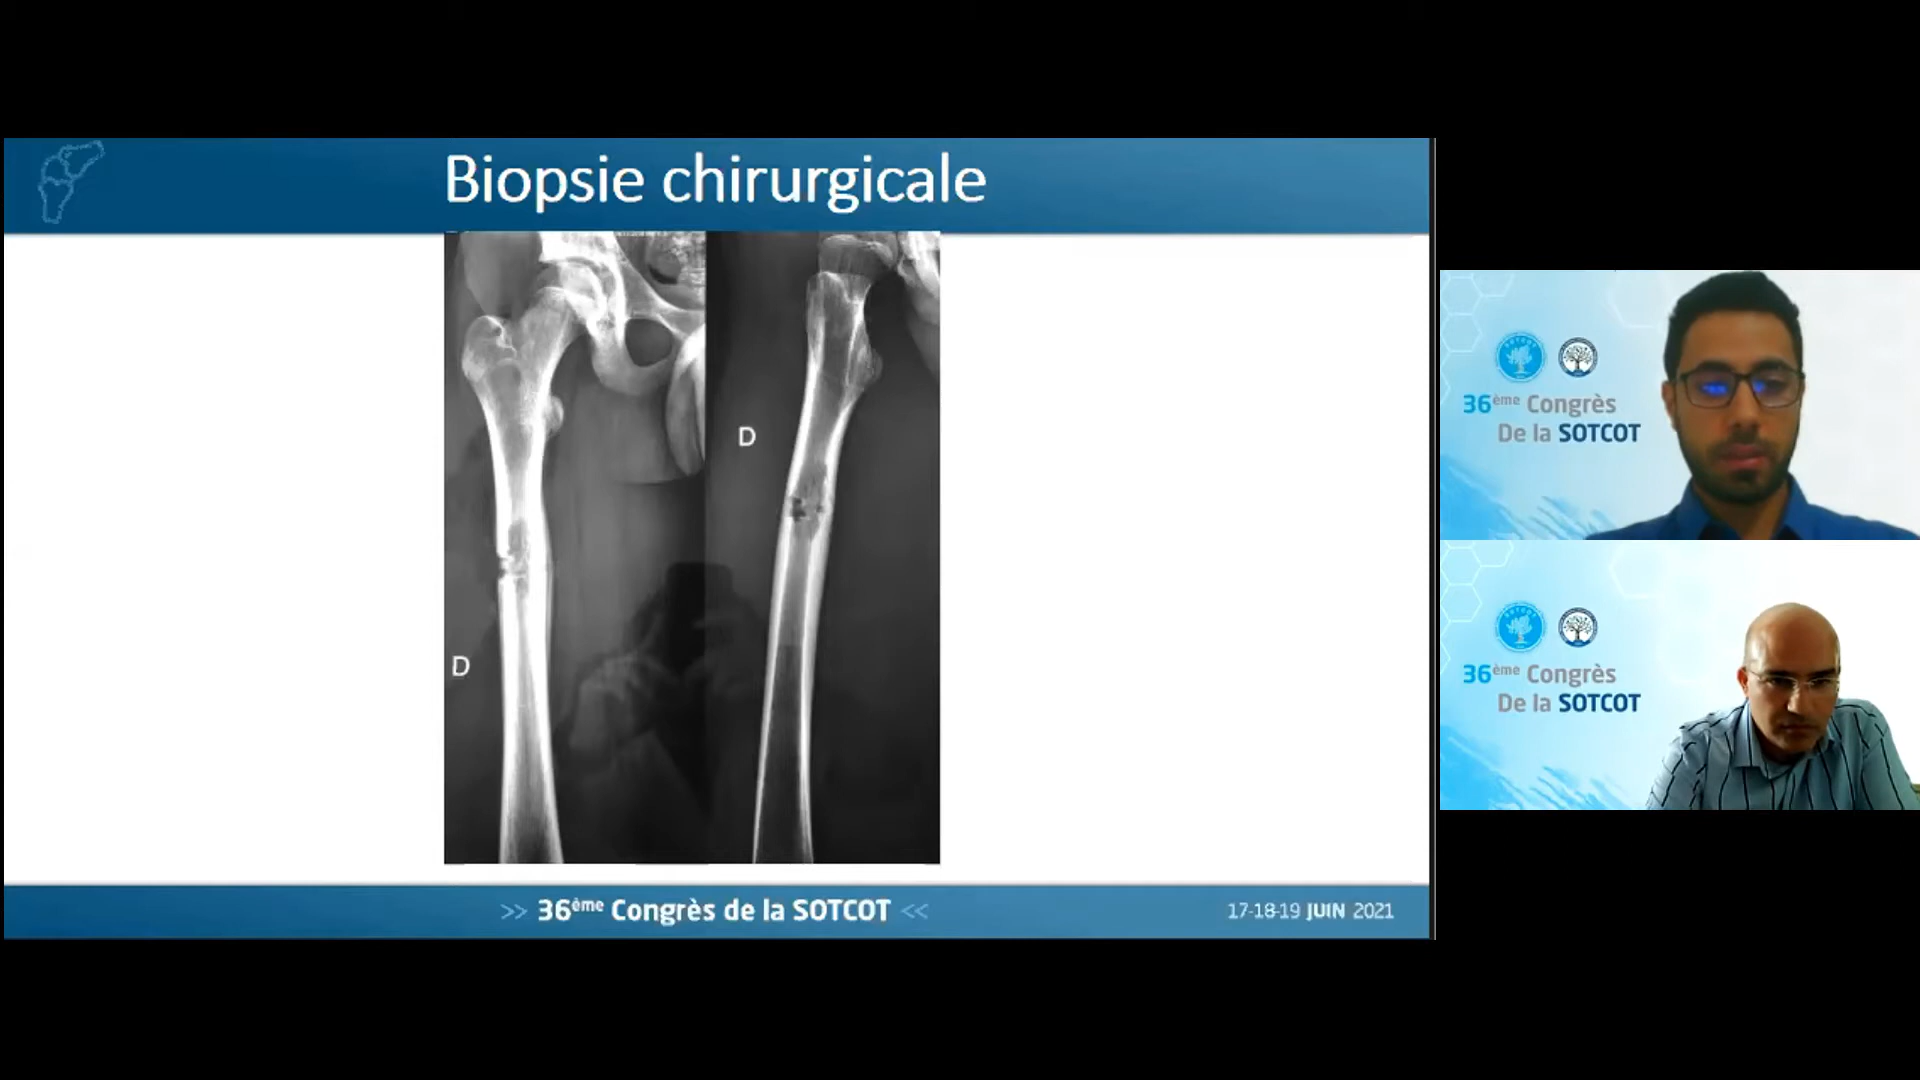 Biopsie chirurgicale
D
D
>> 36ème Congrès de la SOTCOT <<
17-18-19 JUIN 2021
36ème Congrès
De la SOTCOT
36ème Congrès
De la SOTCOT